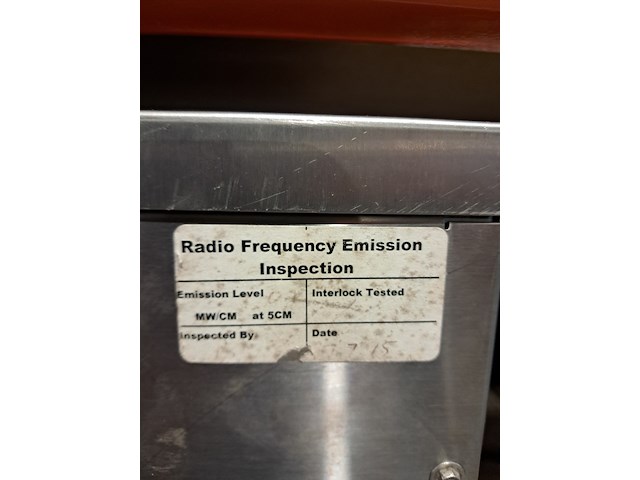 Radio Frequency Emission
Inspection
Emission Level
Interlock Tested
MW/CM at 5CM
Inspected By
Date